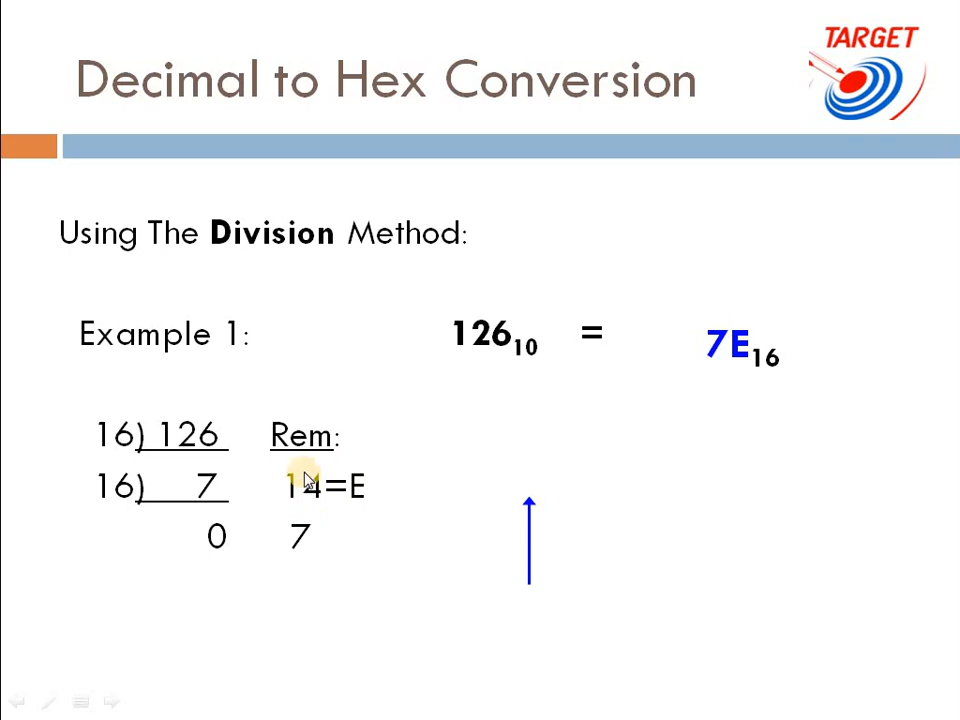 Decimal to Hex Conversion
TARGET
Using The Division Method:
Example 1: 126₁₀ = 7E₁₆
16) 126 Rem:
16) 7 14=E
0 7